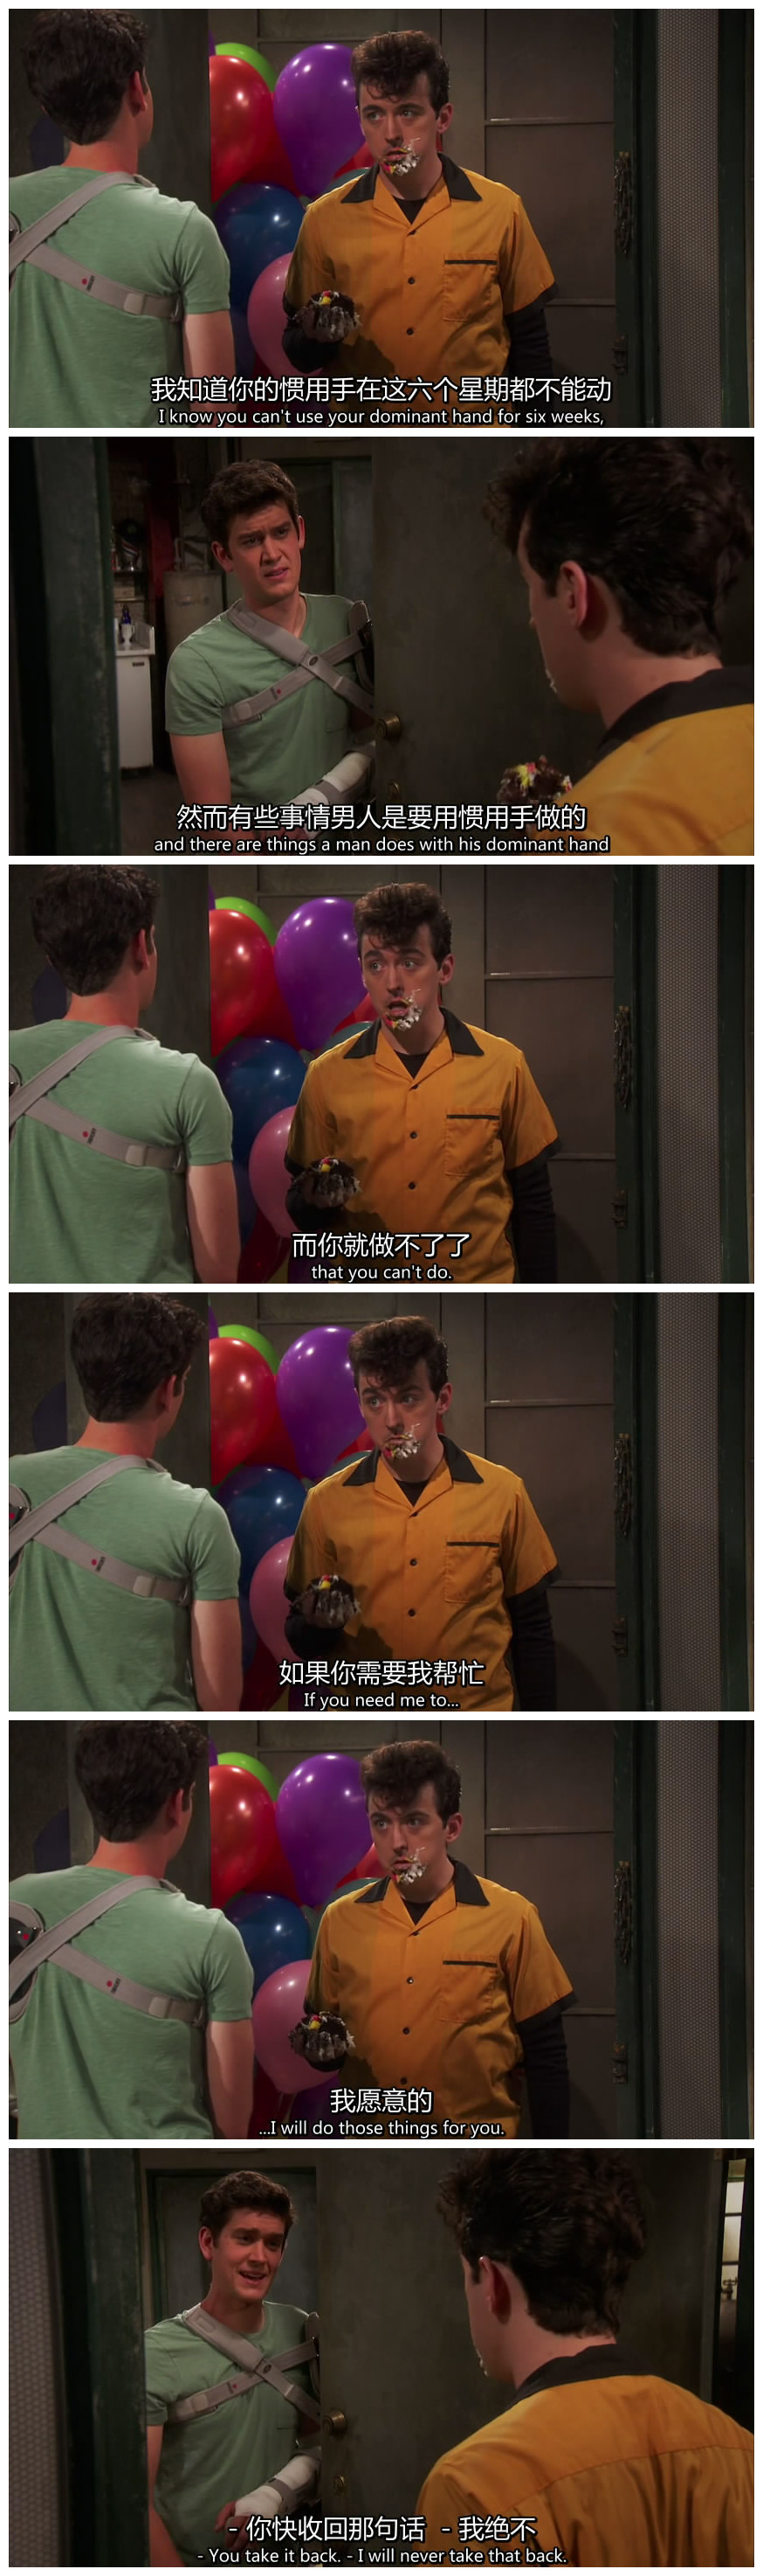 我知道你的惯用手在这六个星期都不能动
I know you can't use your dominant hand for six weeks,
然而有些事情男人是要用惯用手做的
and there are things a man does with his dominant hand
而你就做不了了
that you can't do.
如果你需要我帮忙
If you need me to...
我愿意的
...I will do those things for you.
- 你快收回那句话 - 我绝不
- You take it back. - I will never take that back.